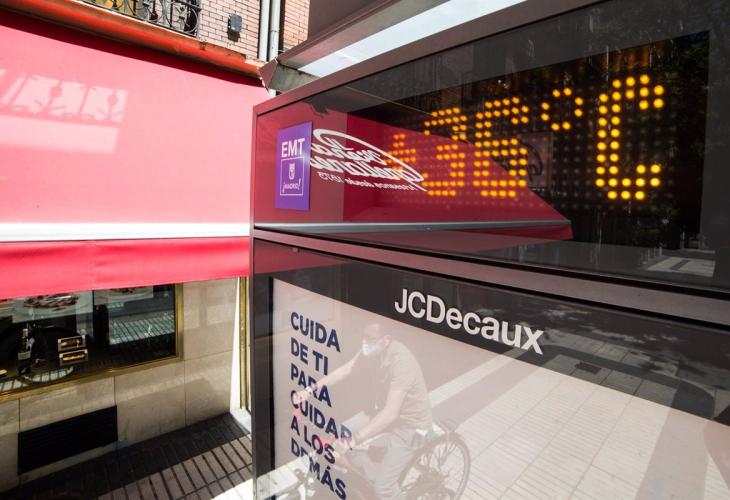 36°C
EMT
¡MADRID!
JCDecaux
CUIDA
DE TI
PARA
CUIDAR
A LOS
DEMÁS